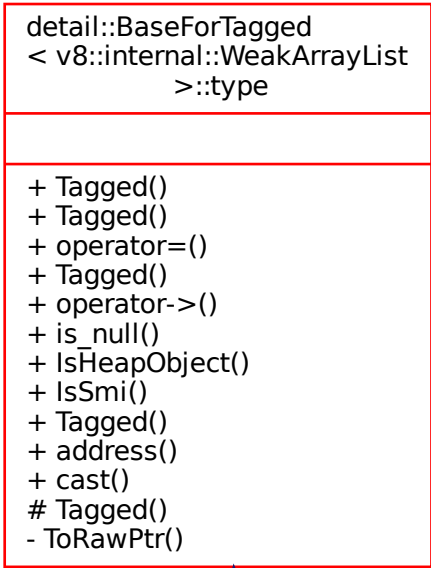 detail::BaseForTagged
< v8::internal::WeakArrayList
>::type
+ Tagged()
+ Tagged()
+ operator=()
+ Tagged()
+ operator->()
+ is_null()
+ IsHeapObject()
+ IsSmi()
+ Tagged()
+ address()
+ cast()
# Tagged()
- ToRawPtr()